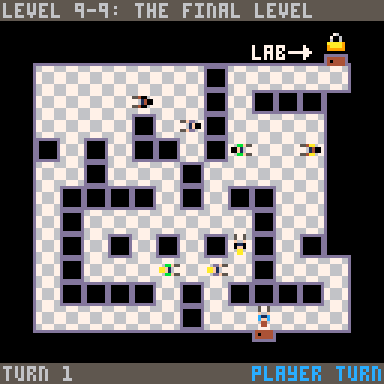 LEVEL 9-9: THE FINAL LEVEL
LAB→
TURN 1
PLAYER TURN